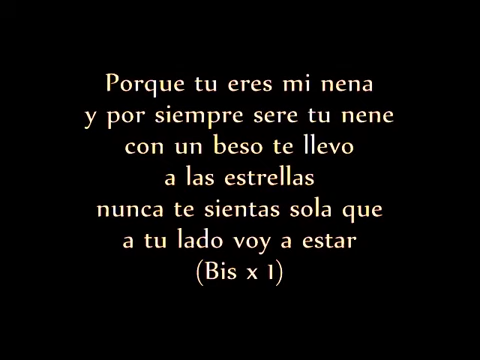 Porque tu eres mi nena
y por siempre sere tu nene
con un beso te llevo
a las estrellas
nunca te sientas sola que
a tu lado voy a estar
(Bis x 1)